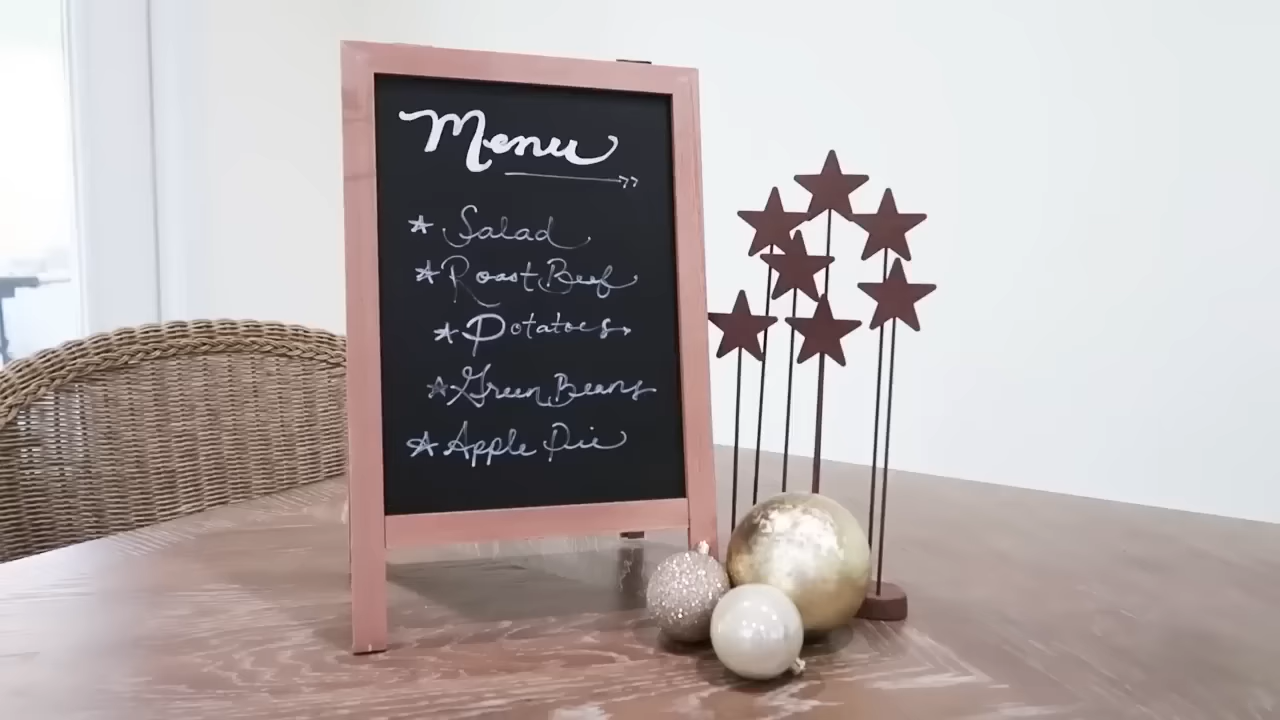 Menu
Salad
Roast Beef
Potatoes
Green Beans
Apple Pie